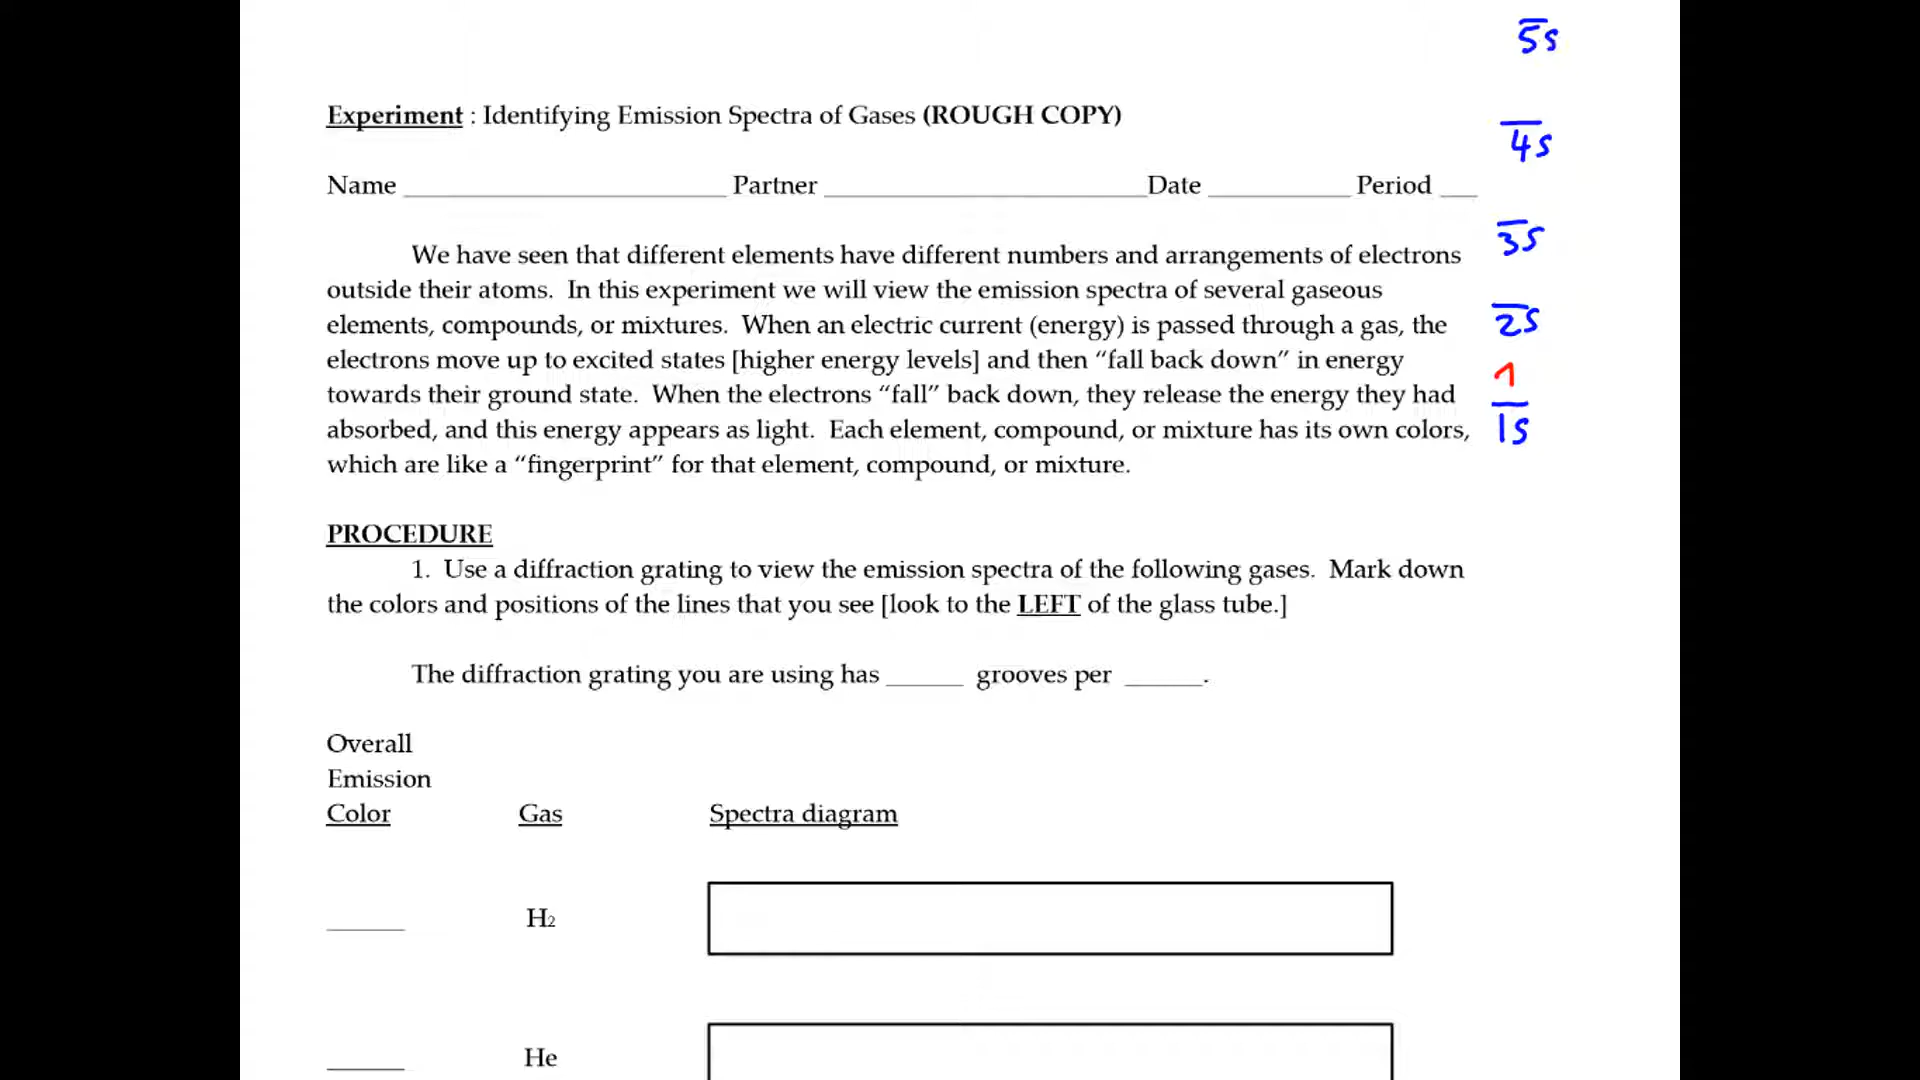 5s
Experiment : Identifying Emission Spectra of Gases (ROUGH COPY)
4s
Name _________________________ Partner _________________________Date ___________ Period ___
We have seen that different elements have different numbers and arrangements of electrons
3s
outside their atoms. In this experiment we will view the emission spectra of several gaseous
elements, compounds, or mixtures. When an electric current (energy) is passed through a gas, the
2s
electrons move up to excited states [higher energy levels] and then “fall back down” in energy
towards their ground state. When the electrons “fall” back down, they release the energy they had
absorbed, and this energy appears as light. Each element, compound, or mixture has its own colors,
1s
which are like a “fingerprint” for that element, compound, or mixture.
PROCEDURE
1. Use a diffraction grating to view the emission spectra of the following gases. Mark down
the colors and positions of the lines that you see [look to the LEFT of the glass tube.]
The diffraction grating you are using has ______ grooves per ______.
Overall
Emission
Color Gas Spectra diagram
______ H₂
______ He